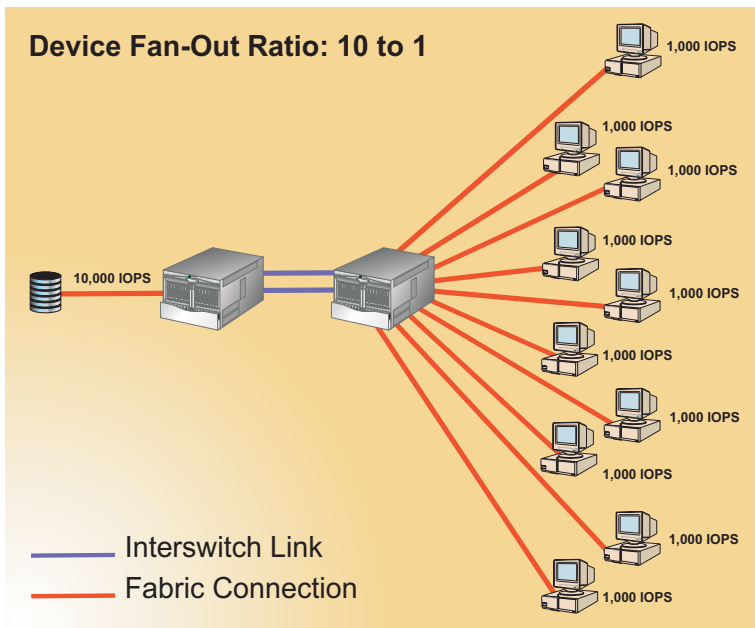 Device Fan-Out Ratio: 10 to 1
1,000 IOPS
1,000 IOPS
1,000 IOPS
1,000 IOPS
10,000 IOPS
1,000 IOPS
1,000 IOPS
1,000 IOPS
1,000 IOPS
1,000 IOPS
Interswitch Link
Fabric Connection
1,000 IOPS